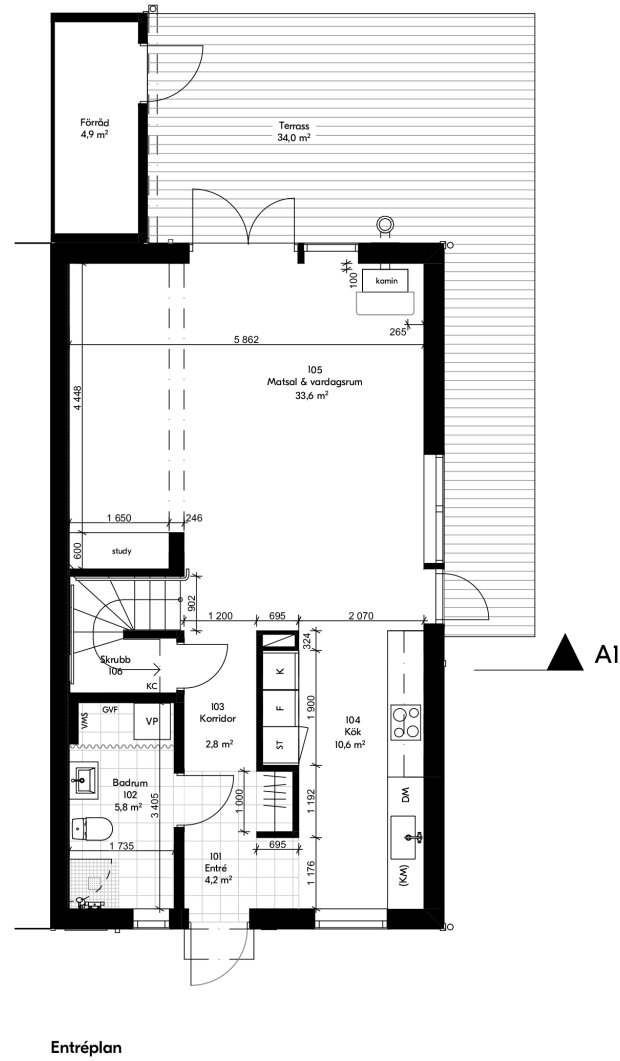 Förråd
4,9 m²
Terrass
34,0 m²
100
kamin
265
5 862
105
Matsal & vardagsrum
33,6 m²
4 448
1 650
246
600
study
902
1 200
695
2 070
324
A1
Skrubb
106
KC
K
F
ST
1 900
103
Korridor
2,8 m²
104
Kök
10,6 m²
VMS
GVF
VP
Badrum
102
5,8 m²
3 405
1 735
1 000
1 192
DW
695
101
Entré
4,2 m²
1 176
(KM)
Entréplan